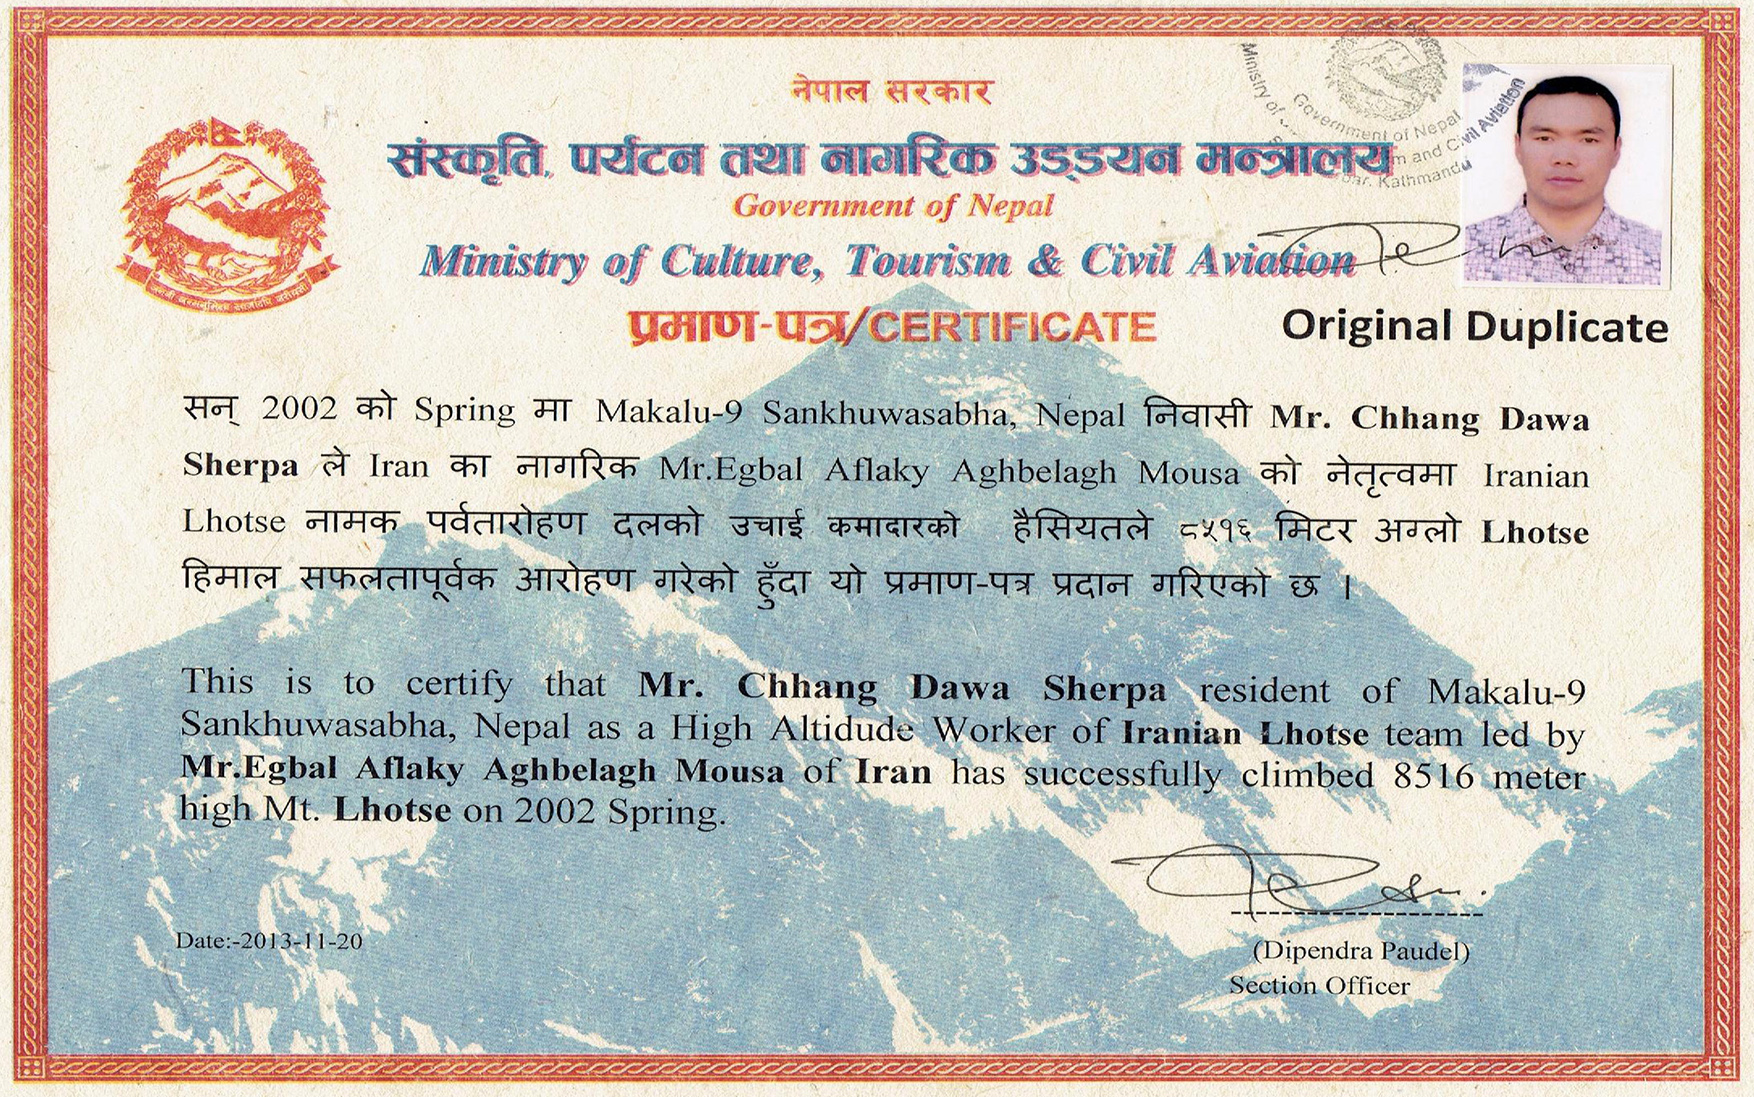 नेपाल सरकार
संस्कृति, पर्यटन तथा नागरिक उड्डयन मन्त्रालय
Government of Nepal
Ministry of Culture, Tourism & Civil Aviation
प्रमाण-पत्र/CERTIFICATE
Government of Nepal
Ministry of
m and Civil Aviation
Kathmandu
Original Duplicate
सन् 2002 को Spring मा Makalu-9 Sankhuwasabha, Nepal निवासी Mr. Chhang Dawa
Sherpa ले Iran का नागरिक Mr.Egbal Aflaky Aghbelagh Mousa को नेतृत्वमा Iranian
Lhotse नामक पर्वतारोहण दलको उचाई कमादारको हैसियतले ८५१६ मिटर अग्लो Lhotse
हिमाल सफलतापूर्वक आरोहण गरेको हुँदा यो प्रमाण-पत्र प्रदान गरिएको छ ।
This is to certify that Mr. Chhang Dawa Sherpa resident of Makalu-9
Sankhuwasabha, Nepal as a High Altidude Worker of Iranian Lhotse team led by
Mr.Egbal Aflaky Aghbelagh Mousa of Iran has successfully climbed 8516 meter
high Mt. Lhotse on 2002 Spring.
Date:-2013-11-20
(Dipendra Paudel)
Section Officer